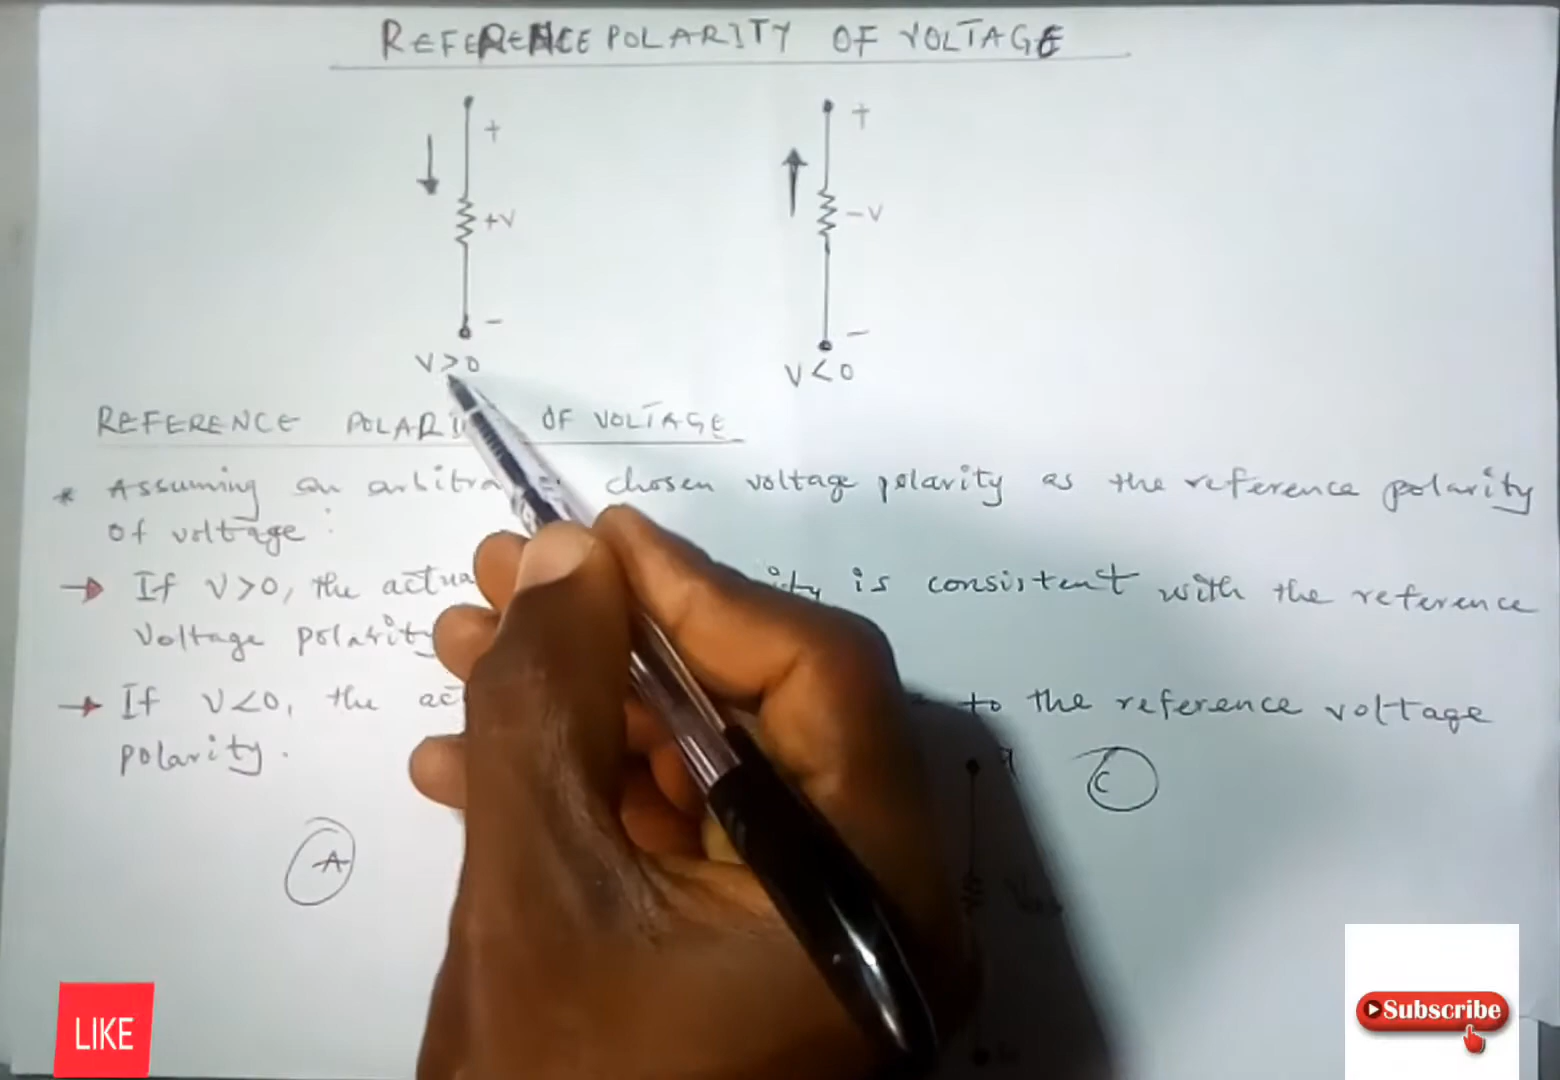 REFERENCE POLARITY OF VOLTAGE
+ +
+V -V
- -
V>0 V<0
REFERENCE OF VOLTAGE
* Assuming an chosen voltage polarity as the reference polarity
of voltage :
→ If V>0, the is consistent with the reference
voltage polarity
→ If V<0, the to the reference voltage
polarity.
C
A
LIKE
Subscribe